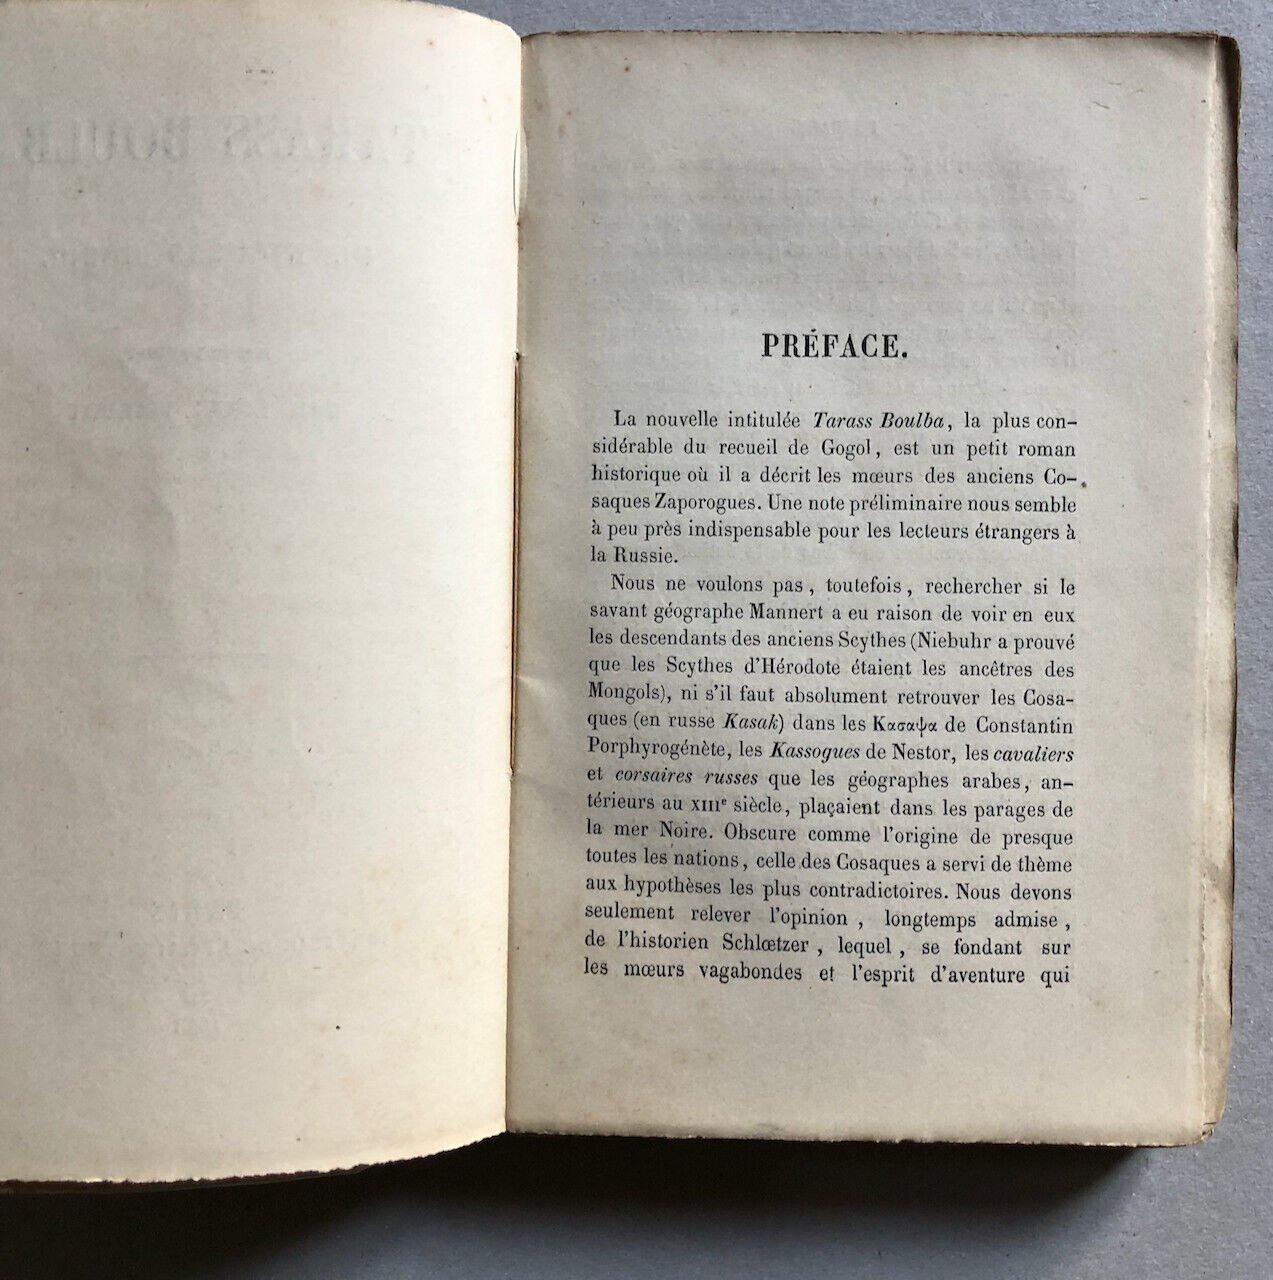 PRÉFACE.
La nouvelle intitulée Tarass Boulba, la plus con-
sidérable du recueil de Gogol, est un petit roman
historique où il a décrit les mœurs des anciens Co-
saques Zaporogues. Une note préliminaire nous semble
à peu près indispensable pour les lecteurs étrangers à
la Russie.
Nous ne voulons pas, toutefois, rechercher si le
savant géographe Mannert a eu raison de voir en eux
les descendants des anciens Scythes (Niebuhr a prouvé
que les Scythes d'Hérodote étaient les ancêtres des
Mongols), ni s'il faut absolument retrouver les Cosa-
ques (en russe Kasak) dans les Κασαψα de Constantin
Porphyrogénète, les Kassogues de Nestor, les cavaliers
et corsaires russes que les géographes arabes, an-
térieurs au XIIIe siècle, plaçaient dans les parages de
la mer Noire. Obscure comme l'origine de presque
toutes les nations, celle des Cosaques a servi de thème
aux hypothèses les plus contradictoires. Nous devons
seulement relever l'opinion, longtemps admise,
de l'historien Schlœtzer, lequel, se fondant sur
les mœurs vagabondes et l'esprit d'aventure qui